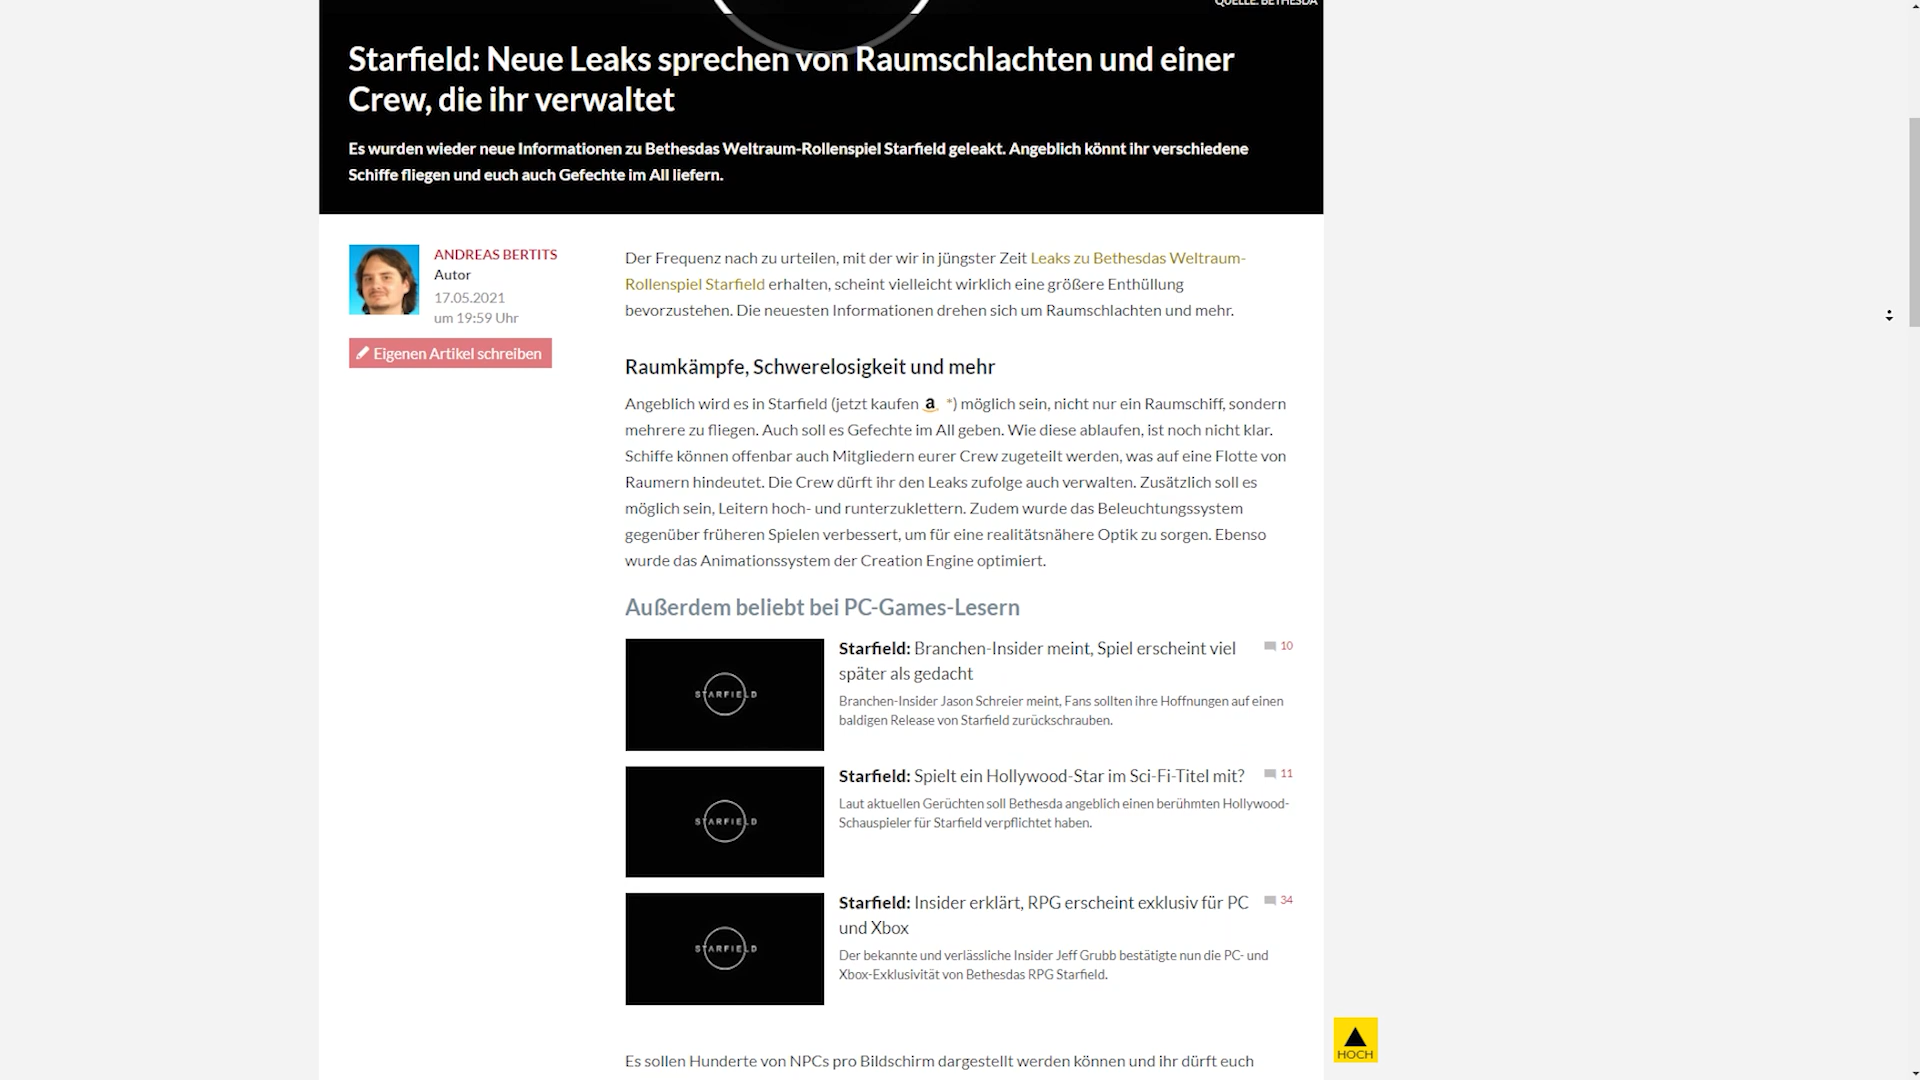 QUELLE: BETHESDA
Starfield: Neue Leaks sprechen von Raumschlachten und einer
Crew, die ihr verwaltet
Es wurden wieder neue Informationen zu Bethesdas Weltraum-Rollenspiel Starfield geleakt. Angeblich könnt ihr verschiedene
Schiffe fliegen und euch auch Gefechte im All liefern.
ANDREAS BERTITS
Autor
17.05.2021
um 19:59 Uhr
Eigenen Artikel schreiben
Der Frequenz nach zu urteilen, mit der wir in jüngster Zeit Leaks zu Bethesdas Weltraum-
Rollenspiel Starfield erhalten, scheint vielleicht wirklich eine größere Enthüllung
bevorzustehen. Die neuesten Informationen drehen sich um Raumschlachten und mehr.
Raumkämpfe, Schwerelosigkeit und mehr
Angeblich wird es in Starfield (jetzt kaufen a *) möglich sein, nicht nur ein Raumschiff, sondern
mehrere zu fliegen. Auch soll es Gefechte im All geben. Wie diese ablaufen, ist noch nicht klar.
Schiffe können offenbar auch Mitgliedern eurer Crew zugeteilt werden, was auf eine Flotte von
Raumern hindeutet. Die Crew dürft ihr den Leaks zufolge auch verwalten. Zusätzlich soll es
möglich sein, Leitern hoch- und runterzuklettern. Zudem wurde das Beleuchtungssystem
gegenüber früheren Spielen verbessert, um für eine realitätsnähere Optik zu sorgen. Ebenso
wurde das Animationssystem der Creation Engine optimiert.
Außerdem beliebt bei PC-Games-Lesern
STARFIELD
Starfield: Branchen-Insider meint, Spiel erscheint viel
später als gedacht
10
Branchen-Insider Jason Schreier meint, Fans sollten ihre Hoffnungen auf einen
baldigen Release von Starfield zurückschrauben.
STARFIELD
Starfield: Spielt ein Hollywood-Star im Sci-Fi-Titel mit?
11
Laut aktuellen Gerüchten soll Bethesda angeblich einen berühmten Hollywood-
Schauspieler für Starfield verpflichtet haben.
STARFIELD
Starfield: Insider erklärt, RPG erscheint exklusiv für PC
und Xbox
34
Der bekannte und verlässliche Insider Jeff Grubb bestätigte nun die PC- und
Xbox-Exklusivität von Bethesdas RPG Starfield.
Es sollen Hunderte von NPCs pro Bildschirm dargestellt werden können und ihr dürft euch
HOCH